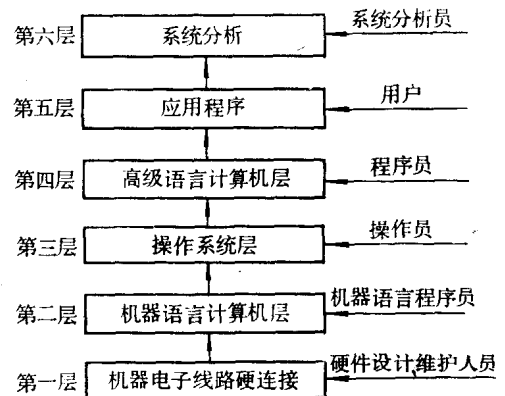 系统分析员
第六层 系统分析
用户
第五层 应用程序
程序员
第四层 高级语言计算机层
操作员
第三层 操作系统层
机器语言程序员
第二层 机器语言计算机层
硬件设计、维护人员
第一层 机器电子线路硬连接